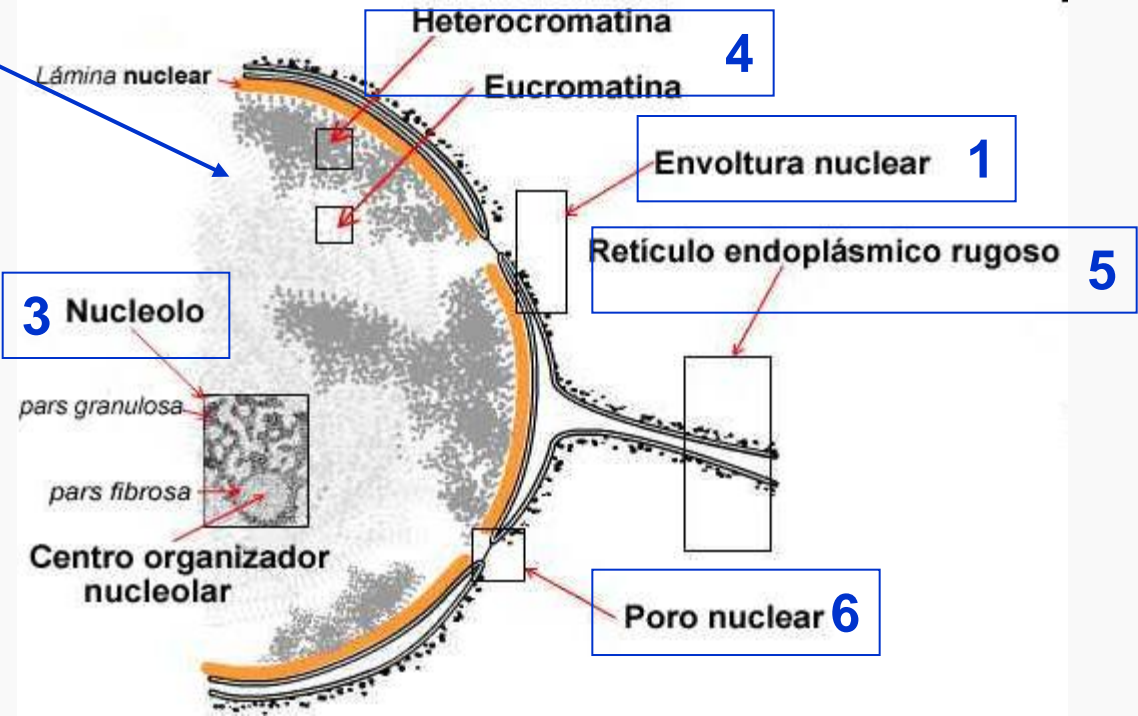 Heterocromatina
4
Lámina nuclear
Eucromatina
Envoltura nuclear 1
Retículo endoplásmico rugoso 5
3 Nucleolo
pars granulosa
pars fibrosa
Centro organizador
nucleolar
Poro nuclear 6